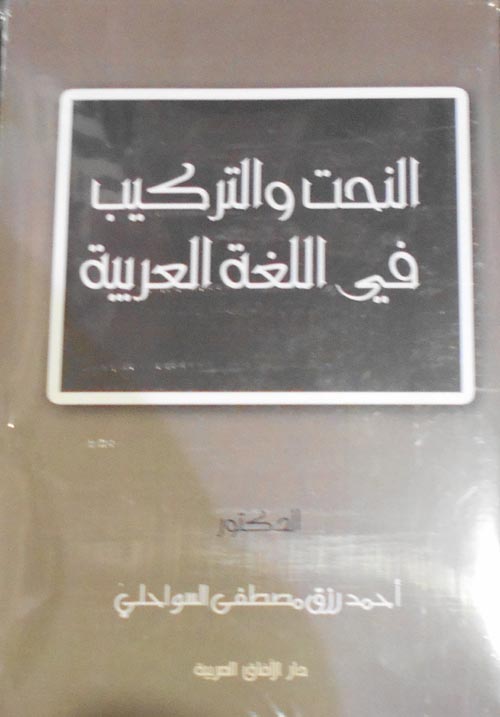 النحت والتركيب
في اللغة العربية
الدكتور
أحمد رزق مصطفى السواحلي
دار الآفاق العربية